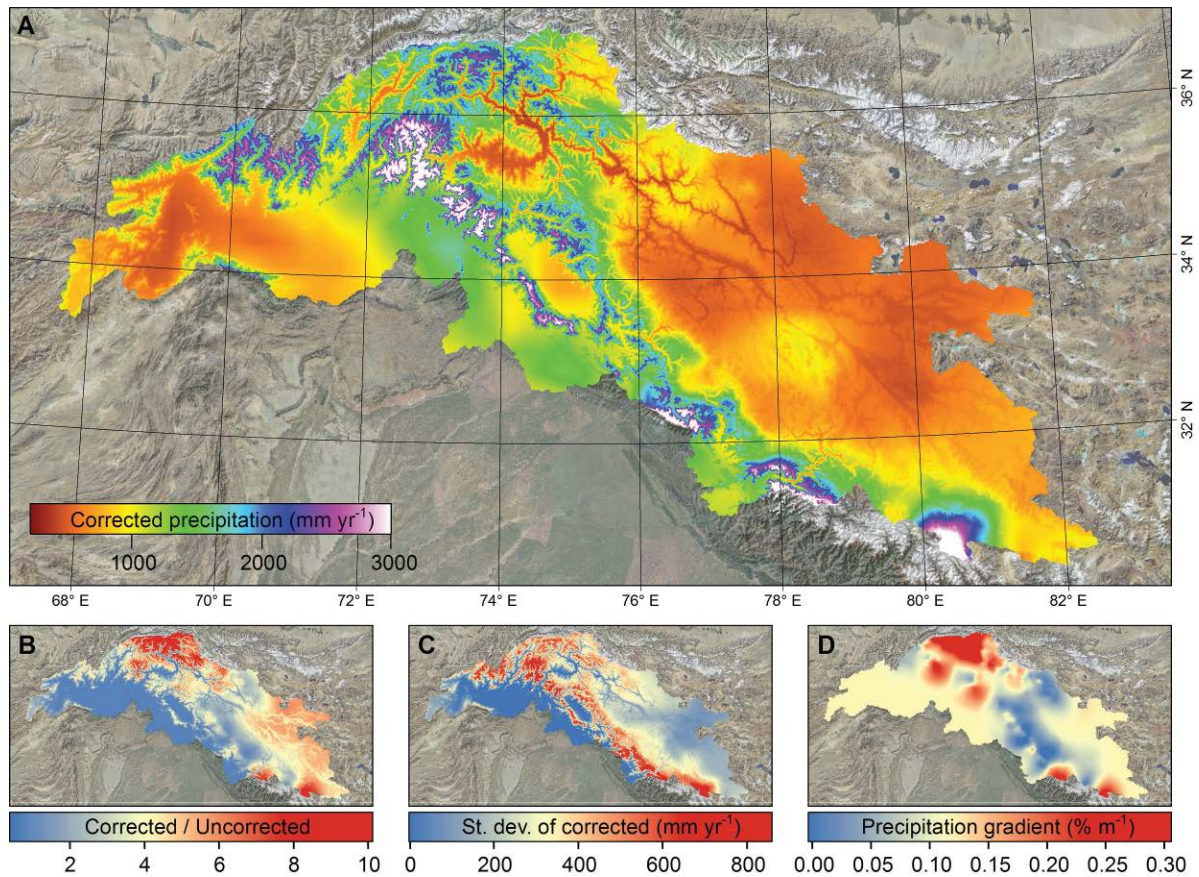 A
36° N
34° N
32° N
Corrected precipitation (mm yr⁻¹)
1000 2000 3000
68° E 70° E 72° E 74° E 76° E 78° E 80° E 82° E
B
Corrected / Uncorrected
2 4 6 8 10
C
St. dev. of corrected (mm yr⁻¹)
0 200 400 600 800
D
Precipitation gradient (% m⁻¹)
0.00 0.05 0.10 0.15 0.20 0.25 0.30